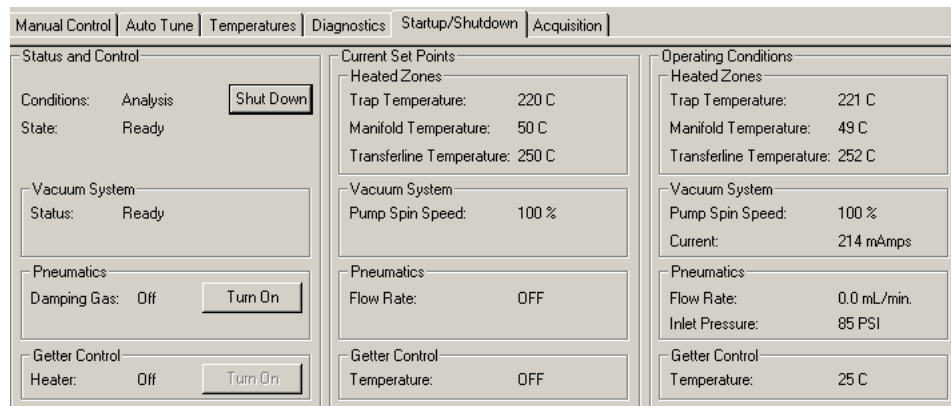 Manual Control Auto Tune Temperatures Diagnostics Startup/Shutdown Acquisition
Status and Control
Conditions: Analysis Shut Down
State: Ready
Vacuum System
Status: Ready
Pneumatics
Damping Gas: Off Turn On
Getter Control
Heater: Off Turn On
Current Set Points
Heated Zones
Trap Temperature: 220 C
Manifold Temperature: 50 C
Transferline Temperature: 250 C
Vacuum System
Pump Spin Speed: 100 %
Pneumatics
Flow Rate: OFF
Getter Control
Temperature: OFF
Operating Conditions
Heated Zones
Trap Temperature: 221 C
Manifold Temperature: 49 C
Transferline Temperature: 252 C
Vacuum System
Pump Spin Speed: 100 %
Current: 214 mAmps
Pneumatics
Flow Rate: 0.0 mL/min.
Inlet Pressure: 85 PSI
Getter Control
Temperature: 25 C